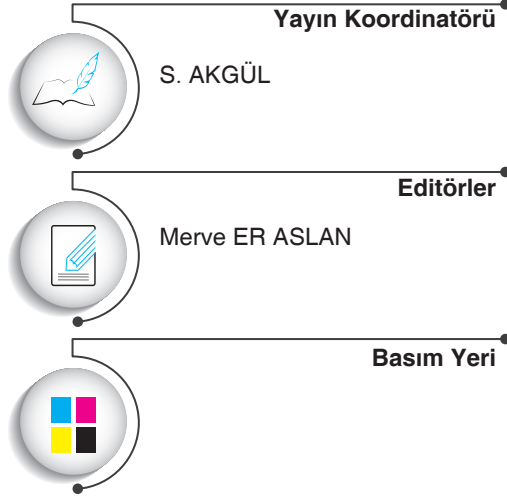 Yayın Koordinatörü
S. AKGÜL
Editörler
Merve ER ASLAN
Basım Yeri